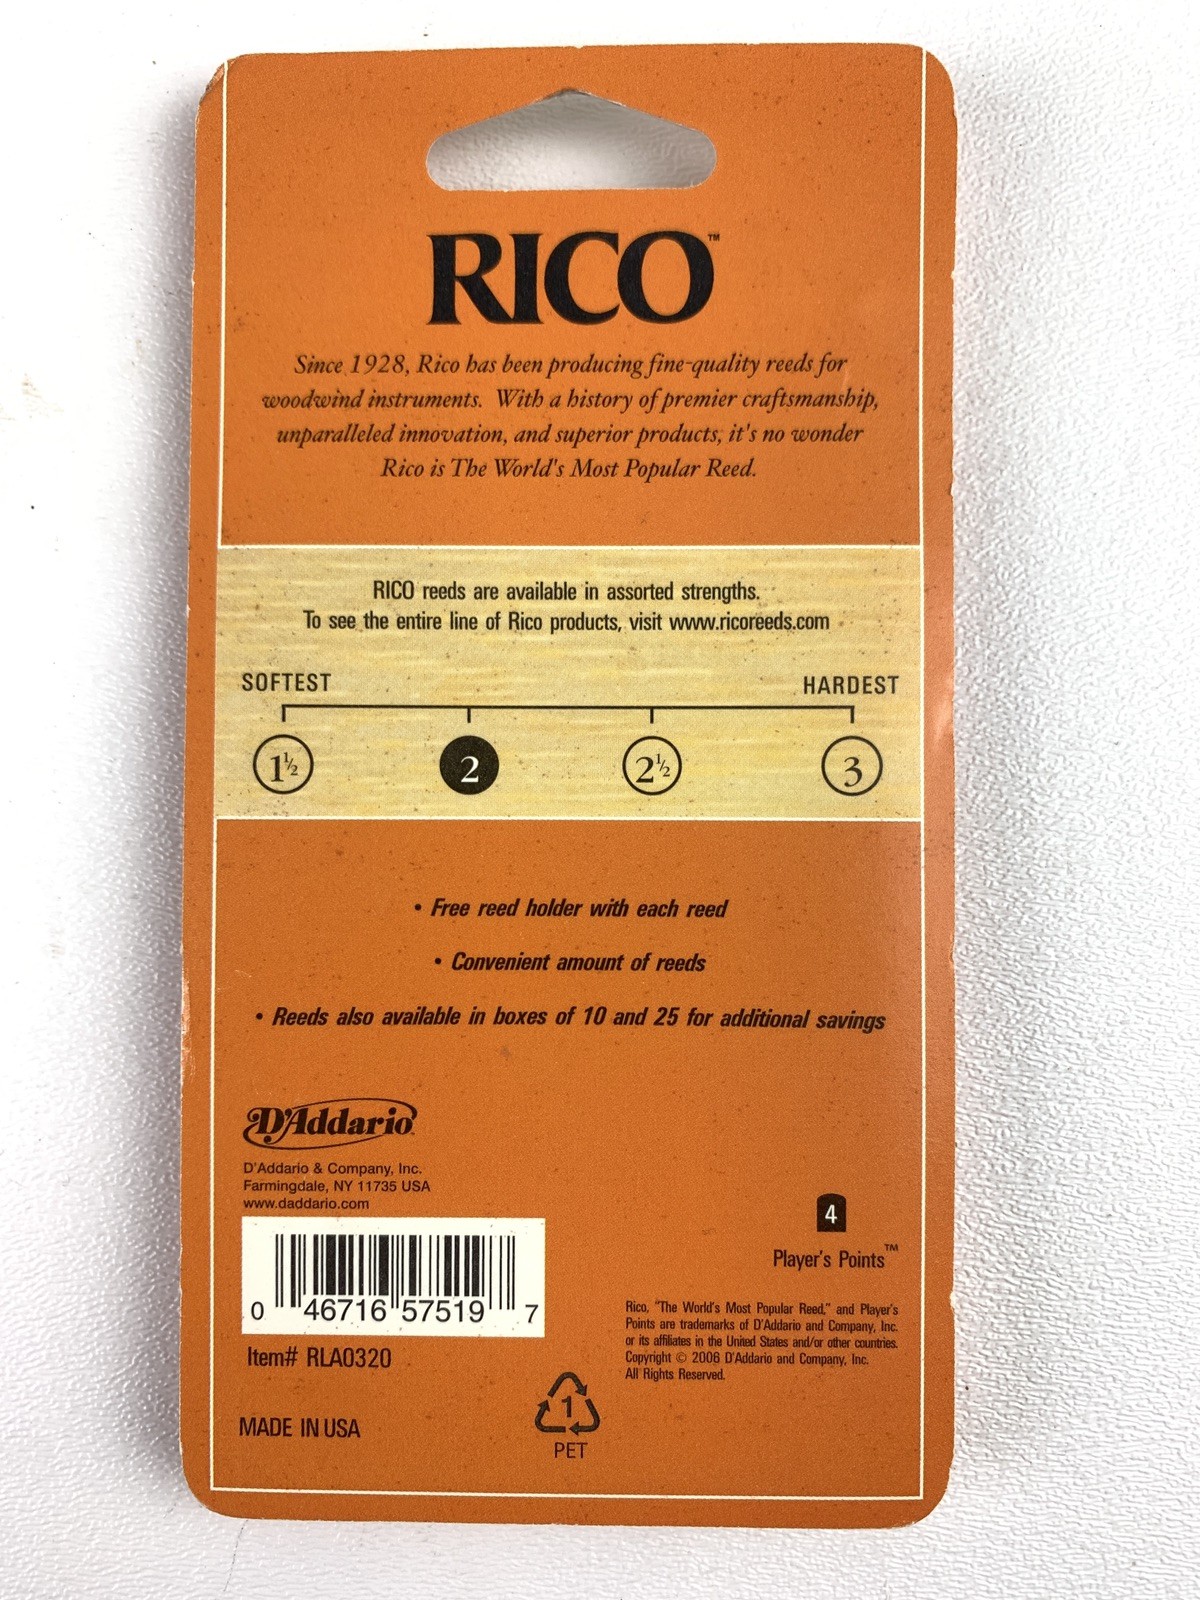 RICO™
Since 1928, Rico has been producing fine-quality reeds for
woodwind instruments. With a history of premier craftsmanship,
unparalleled innovation, and superior products, it's no wonder
Rico is The World's Most Popular Reed.
RICO reeds are available in assorted strengths.
To see the entire line of Rico products, visit www.ricoreeds.com
SOFTEST HARDEST
1½ 2 2½ 3
• Free reed holder with each reed
• Convenient amount of reeds
• Reeds also available in boxes of 10 and 25 for additional savings
D'Addario
D'Addario & Company, Inc.
Farmingdale, NY 11735 USA
www.daddario.com
0 46716 57519 7
Item# RLA0320
MADE IN USA
1
PET
4
Player's Points™
Rico, "The World's Most Popular Reed," and Player's
Points are trademarks of D'Addario and Company, Inc.
or its affiliates in the United States and/or other countries.
Copyright © 2006 D'Addario and Company, Inc.
All Rights Reserved.